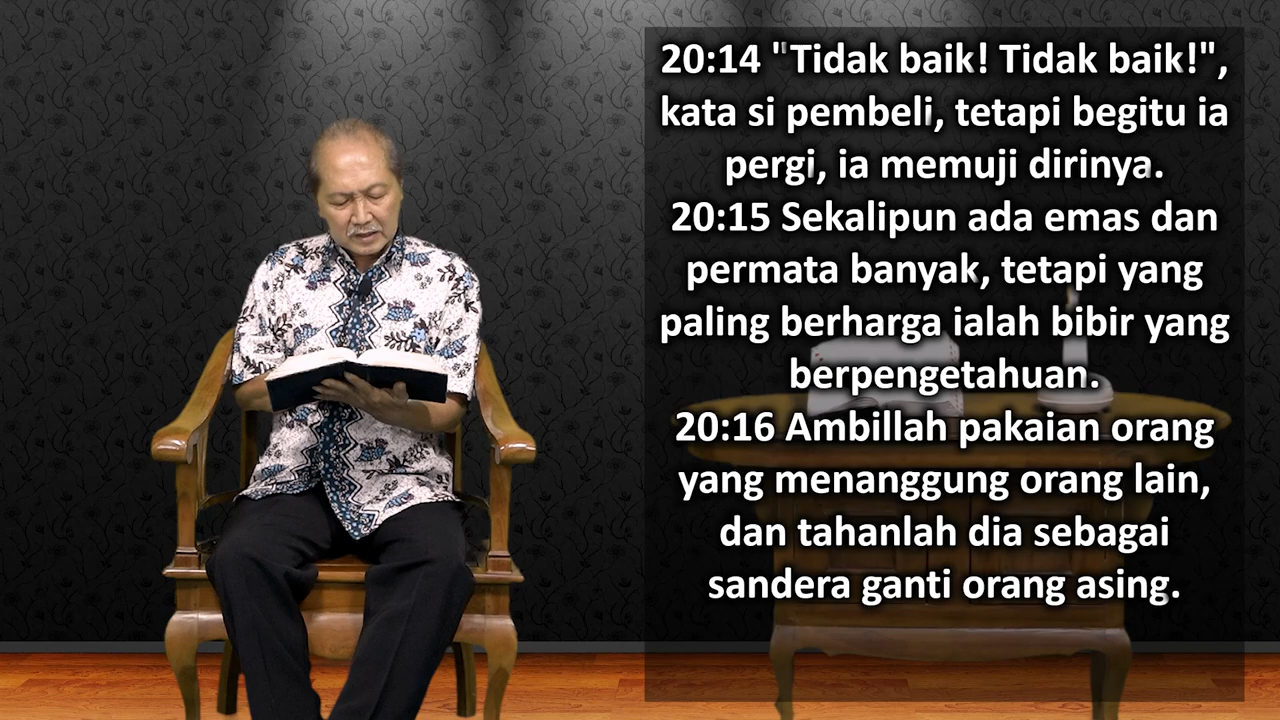 20:14 "Tidak baik! Tidak baik!",
kata si pembeli, tetapi begitu ia
pergi, ia memuji dirinya.
20:15 Sekalipun ada emas dan
permata banyak, tetapi yang
paling berharga ialah bibir yang
berpengetahuan.
20:16 Ambillah pakaian orang
yang menanggung orang lain,
dan tahanlah dia sebagai
sandera ganti orang asing.